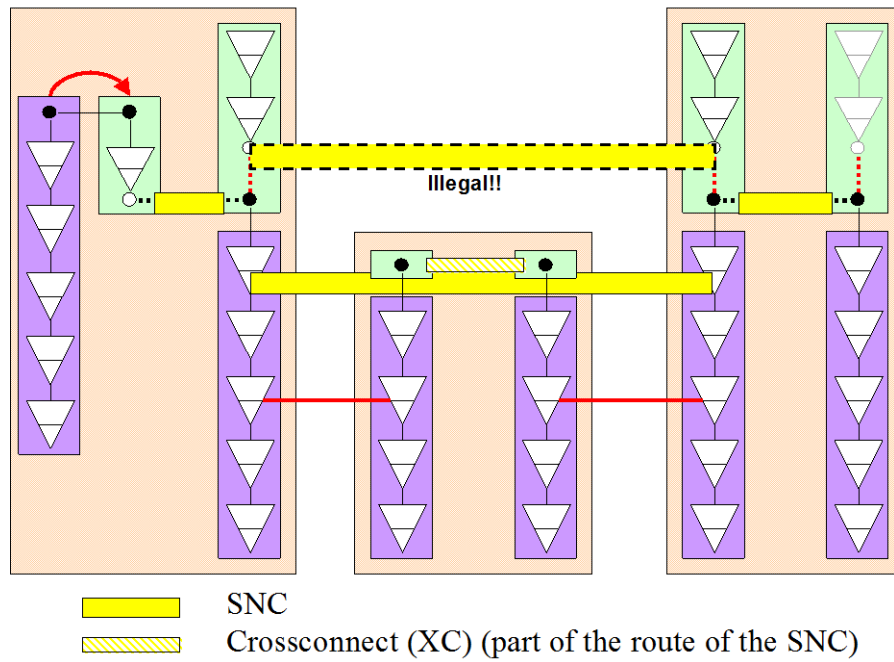 Illegal!!
SNC
Crossconnect (XC) (part of the route of the SNC)